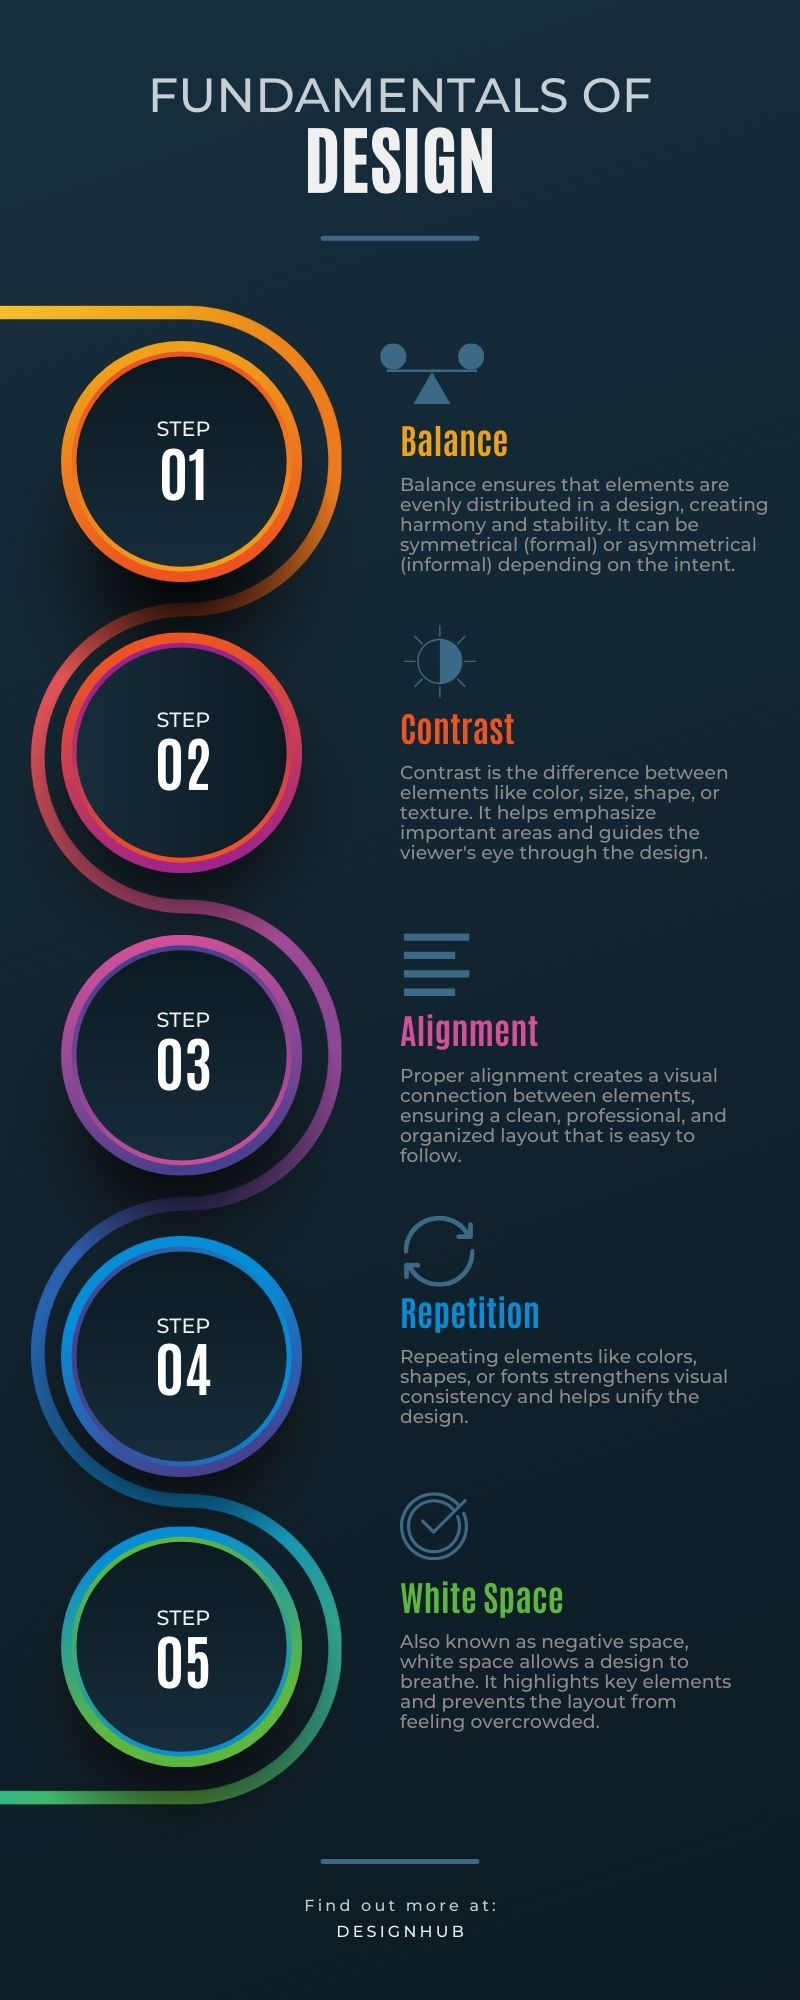 FUNDAMENTALS OF
DESIGN
STEP
01
Balance
Balance ensures that elements are
evenly distributed in a design, creating
harmony and stability. It can be
symmetrical (formal) or asymmetrical
(informal) depending on the intent.
STEP
02
Contrast
Contrast is the difference between
elements like color, size, shape, or
texture. It helps emphasize
important areas and guides the
viewer's eye through the design.
STEP
03
Alignment
Proper alignment creates a visual
connection between elements,
ensuring a clean, professional, and
organized layout that is easy to
follow.
STEP
04
Repetition
Repeating elements like colors,
shapes, or fonts strengthens visual
consistency and helps unify the
design.
STEP
05
White Space
Also known as negative space,
white space allows a design to
breathe. It highlights key elements
and prevents the layout from
feeling overcrowded.
Find out more at:
DESIGNHUB